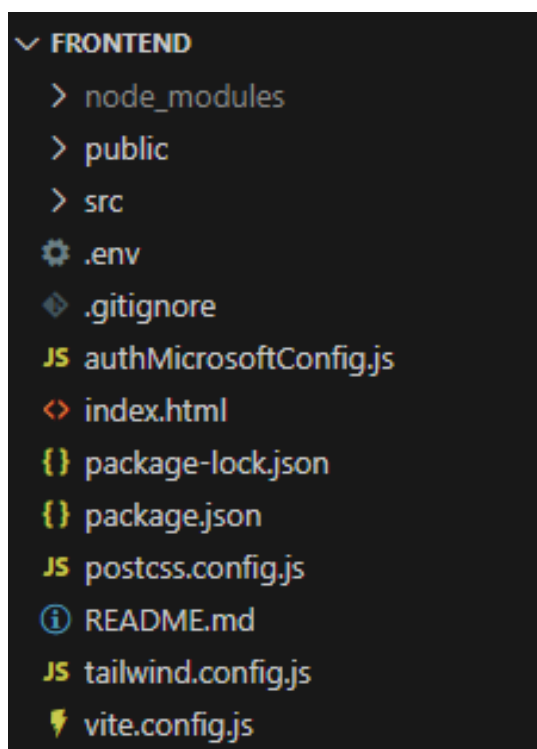 FRONTEND
node_modules
public
src
.env
.gitignore
JS authMicrosoftConfig.js
<> index.html
{} package-lock.json
{} package.json
JS postcss.config.js
README.md
JS tailwind.config.js
vite.config.js